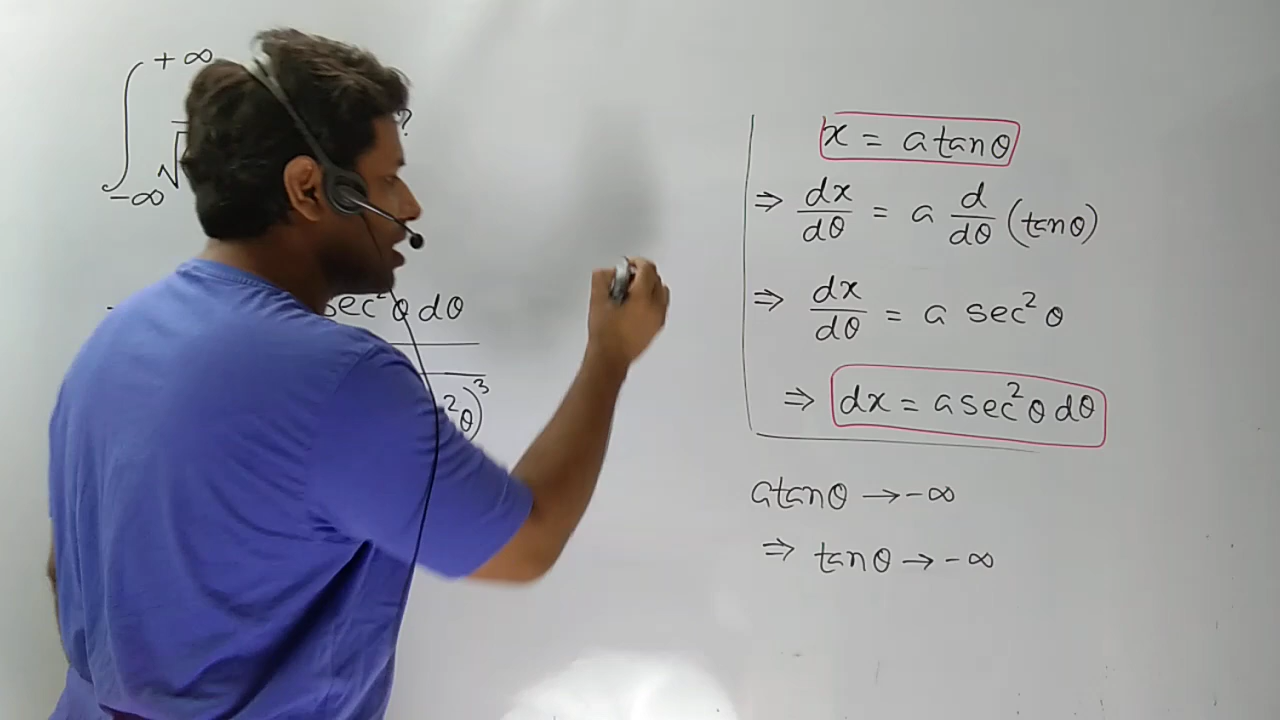 ∫ +∞ -∞ √ ?
sec²θ dθ
²θ)³
x = a tanθ
⇒ dx/dθ = a d/dθ (tanθ)
⇒ dx/dθ = a sec²θ
⇒ dx = a sec²θ dθ
a tanθ → -∞
⇒ tanθ → -∞